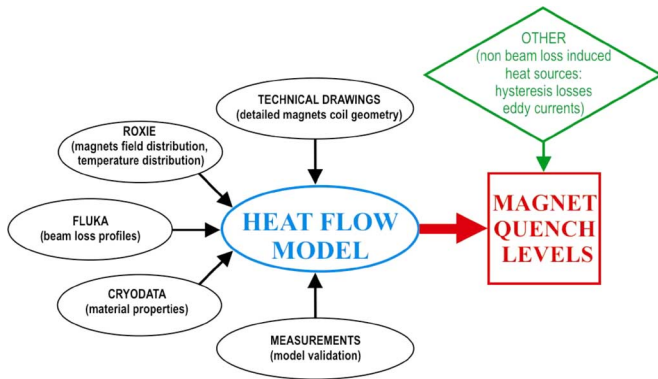 OTHER
(non beam loss induced
heat sources:
hysteresis losses
eddy currents)
TECHNICAL DRAWINGS
(detailed magnets coil geometry)
ROXIE
(magnets field distribution,
temperature distribution)
FLUKA
(beam loss profiles)
CRYODATA
(material properties)
MEASUREMENTS
(model validation)
HEAT FLOW
MODEL
MAGNET
QUENCH
LEVELS